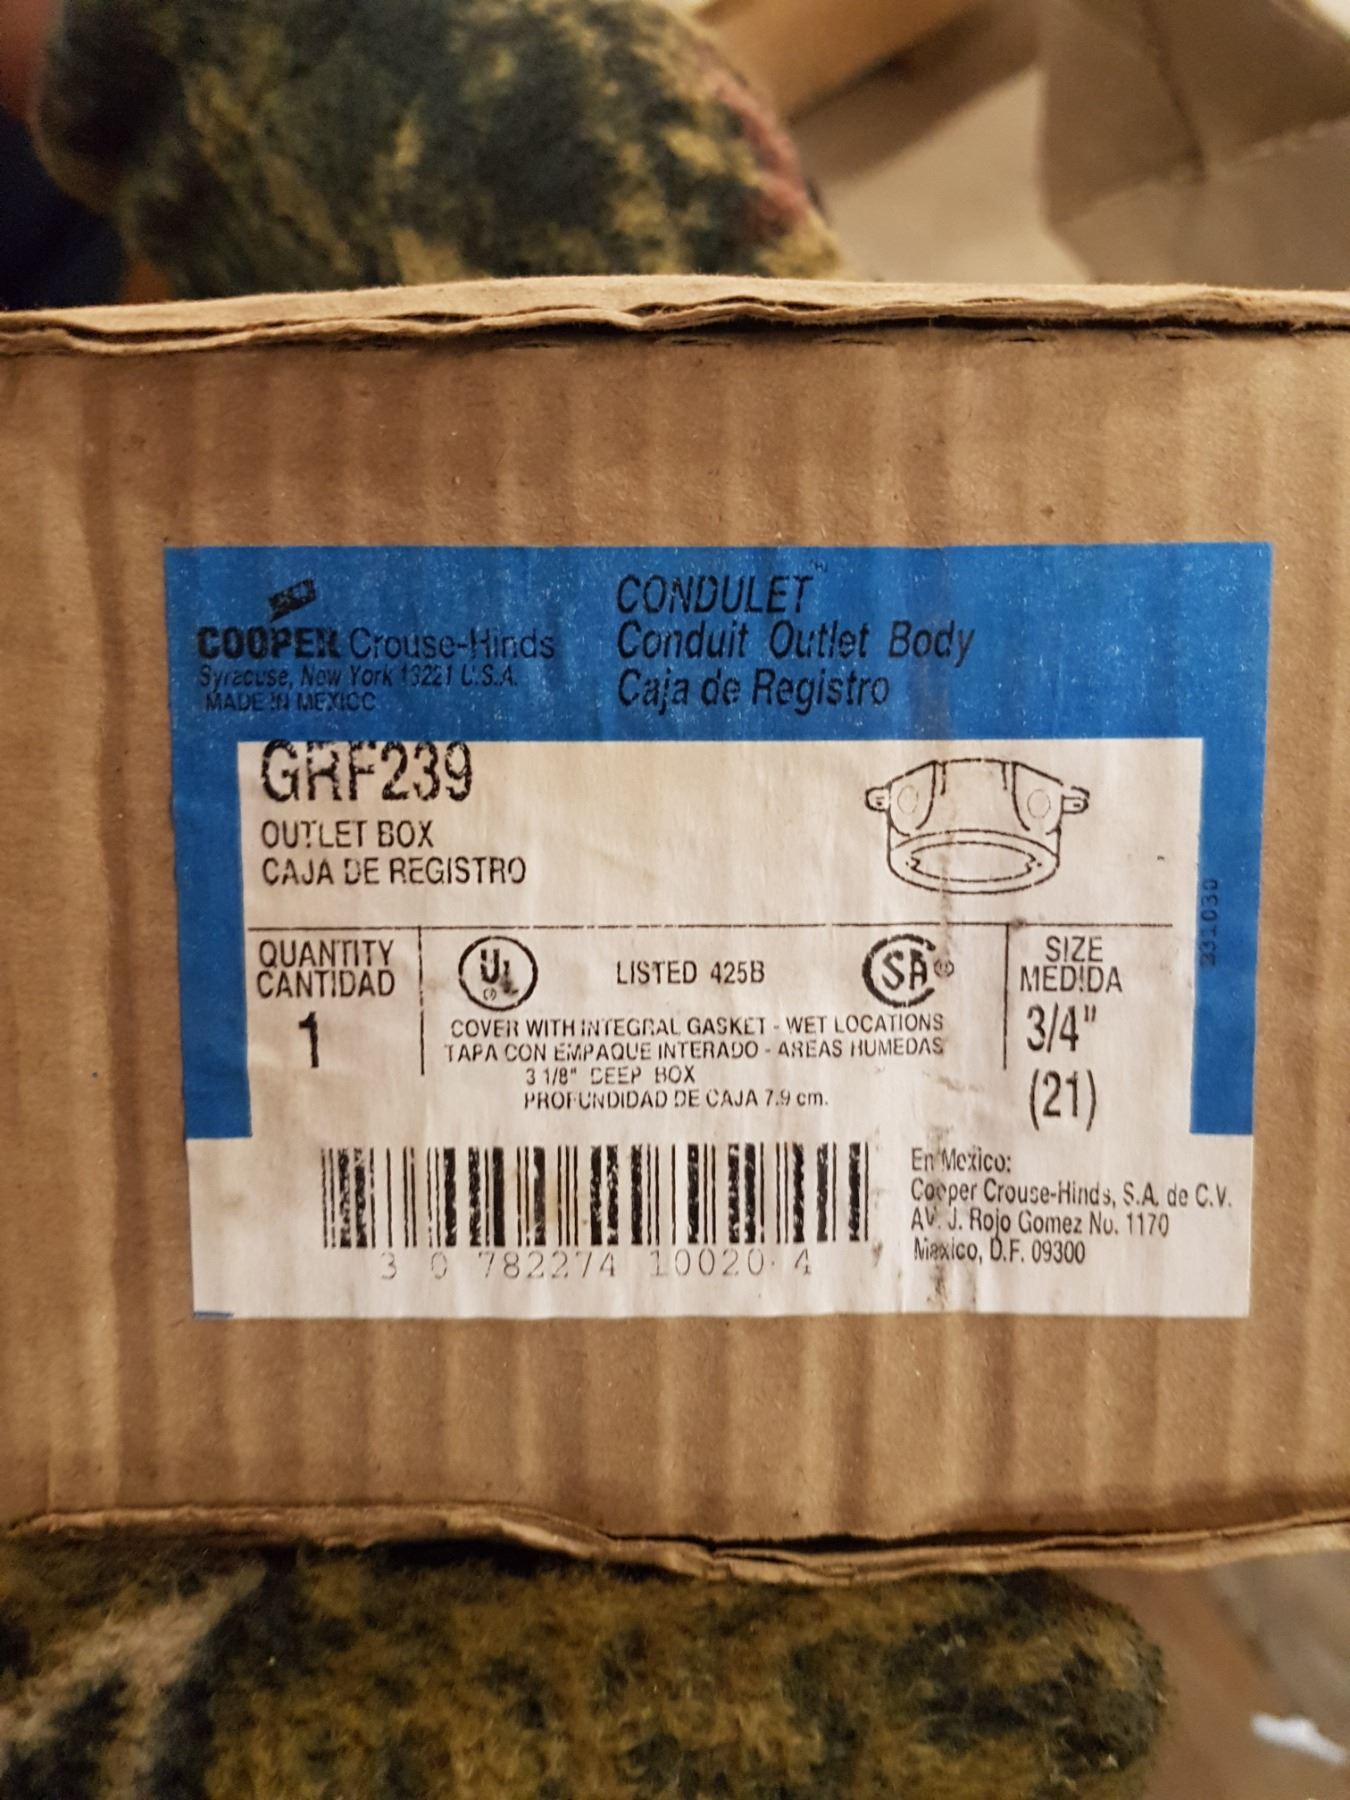 COOPER Crouse-Hinds
Syracuse, New York 13221 U.S.A.
MADE IN MEXICO
CONDULET
Conduit Outlet Body
Caja de Registro
GRF239
OUTLET BOX
CAJA DE REGISTRO
QUANTITY
CANTIDAD
1
UL
LISTED 425B
SA
COVER WITH INTEGRAL GASKET - WET LOCATIONS
TAPA CON EMPAQUE INTERADO - AREAS HUMEDAS
3 1/8" DEEP BOX
PROFUNDIDAD DE CAJA 7.9 cm.
SIZE
MEDIDA
3/4"
(21)
331030
3 0 782274 10020 4
En Mexico:
Cooper Crouse-Hinds, S.A. de C.V.
AV. J. Rojo Gomez No. 1170
Mexico, D.F. 09300